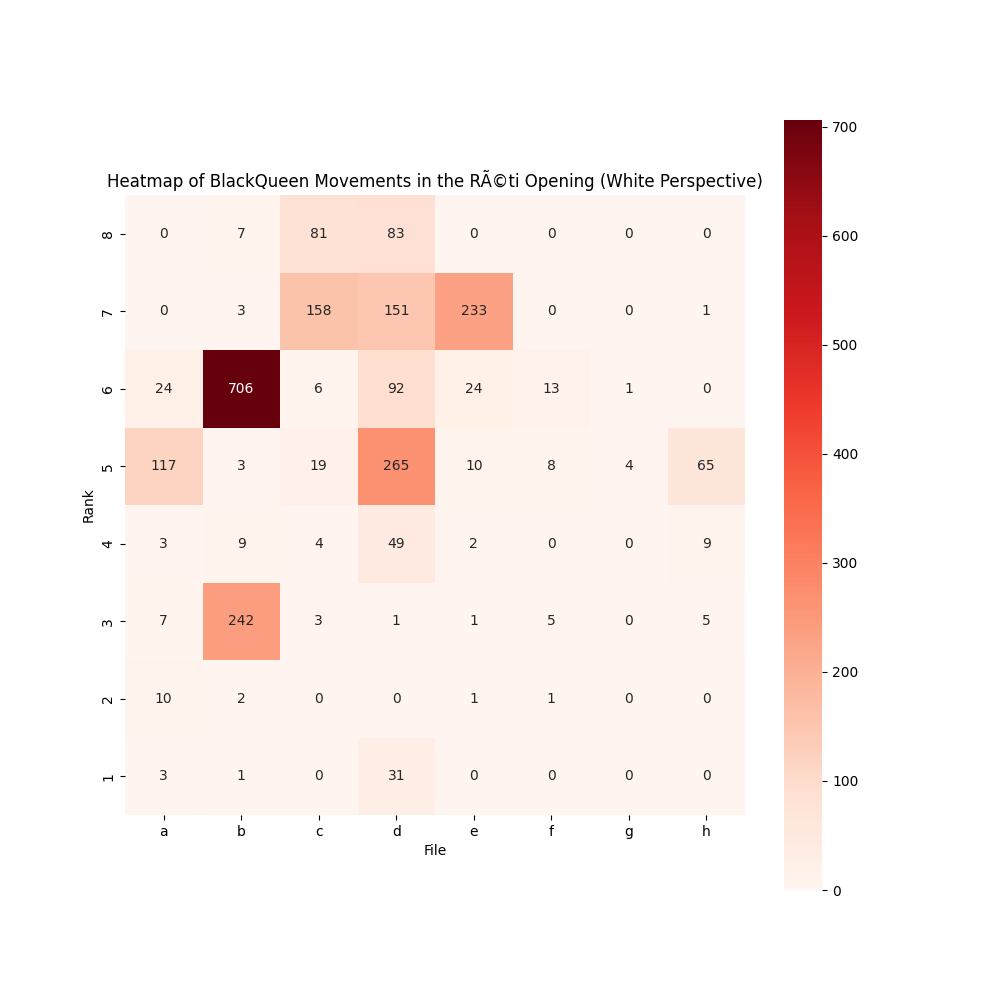 Heatmap of BlackQueen Movements in the RÃ©ti Opening (White Perspective)
700
600
500
400
300
200
100
0
Rank
8 0 7 81 83 0 0 0 0
7 0 3 158 151 233 0 0 1
6 24 706 6 92 24 13 1 0
5 117 3 19 265 10 8 4 65
4 3 9 4 49 2 0 0 9
3 7 242 3 1 1 5 0 5
2 10 2 0 0 1 1 0 0
1 3 1 0 31 0 0 0 0
a b c d e f g h
File